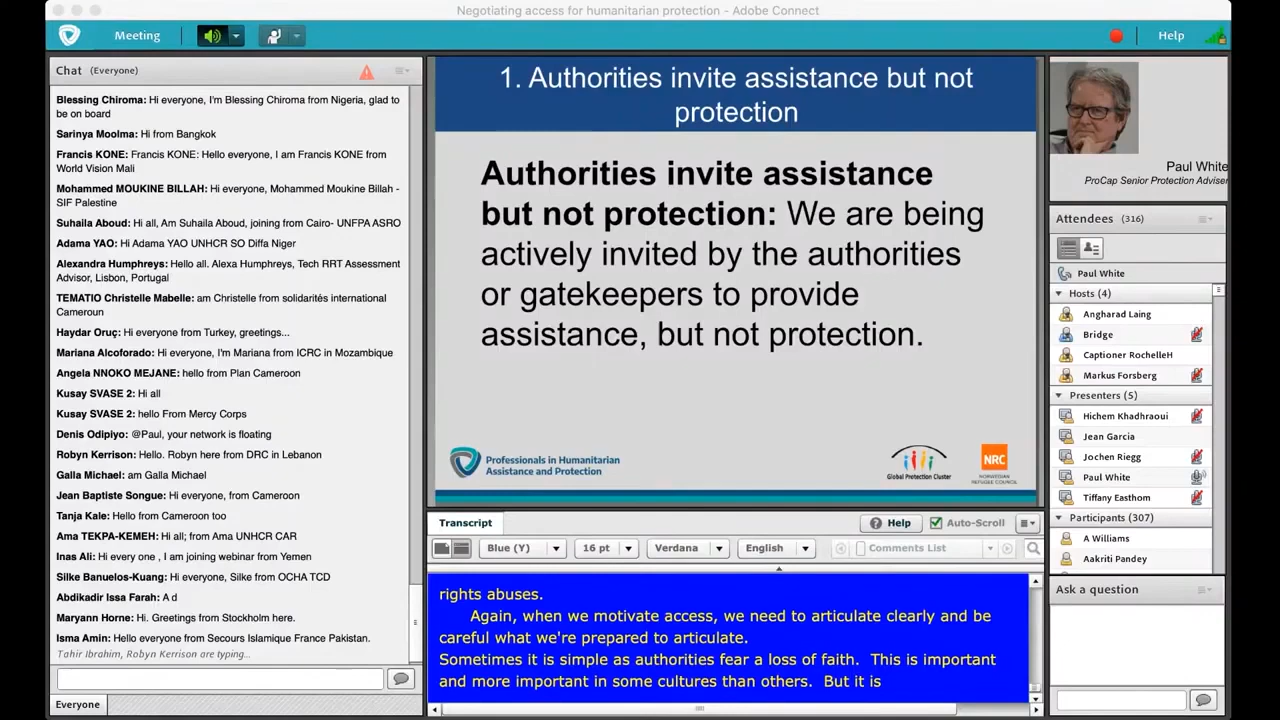 Negotiating access for humanitarian protection - Adobe Connect
Meeting
Help
Chat (Everyone)
Blessing Chiroma: Hi everyone, I'm Blessing Chiroma from Nigeria, glad to
be on board
Sarinya Moolma: Hi from Bangkok
Francis KONE: Francis KONE: Hello everyone, I am Francis KONE from
World Vision Mali
Mohammed MOUKINE BILLAH: Hi everyone, Mohammed Moukine Billah -
SIF Palestine
Suhaila Aboud: Hi all, Am Suhaila Aboud, joining from Cairo- UNFPA ASRO
Adama YAO: Hi Adama YAO UNHCR SO Diffa Niger
Alexandra Humphreys: Hello all. Alexa Humphreys, Tech RRT Assessment
Advisor, Lisbon, Portugal
TEMATIO Christelle Mabelle: am Christelle from solidarités international
Cameroun
Haydar Oruç: Hi everyone from Turkey, greetings...
Mariana Alcoforado: Hi everyone, I'm Mariana from ICRC in Mozambique
Angela NNOKO MEJANE: hello from Plan Cameroon
Kusay SVASE 2: Hi all
Kusay SVASE 2: hello From Mercy Corps
Denis Odipiyo: @Paul, your network is floating
Robyn Kerrison: Hello. Robyn here from DRC in Lebanon
Galla Michael: am Galla Michael
Jean Baptiste Songue: Hi everyone, from Cameroon
Tanja Kale: Hello from Cameroon too
Ama TEKPA-KEMEH: Hi all; from Ama UNHCR CAR
Inas Ali: Hi every one , I am joining webinar from Yemen
Silke Banuelos-Kuang: Hi everyone, Silke from OCHA TCD
Abdikadir Issa Farah: A d
Maryann Horne: Hi. Greetings from Stockholm here.
Isma Amin: Hello everyone from Secours Islamique France Pakistan.
Tahir Ibrahim, Robyn Kerrison are typing...
Everyone
1. Authorities invite assistance but not
protection
Authorities invite assistance
but not protection: We are being
actively invited by the authorities
or gatekeepers to provide
assistance, but not protection.
Professionals in Humanitarian
Assistance and Protection
Global Protection Cluster
NRC
NORWEGIAN
REFUGEE COUNCIL
Transcript
Help
Auto-Scroll
Blue (Y)
16 pt
Verdana
English
Comments List
rights abuses.
Again, when we motivate access, we need to articulate clearly and be
careful what we're prepared to articulate.
Sometimes it is simple as authorities fear a loss of faith. This is important
and more important in some cultures than others. But it is
Paul White
ProCap Senior Protection Adviser
Attendees (316)
Paul White
Hosts (4)
Angharad Laing
Bridge
Captioner RochelleH
Markus Forsberg
Presenters (5)
Hichem Khadhraoui
Jean Garcia
Jochen Riegg
Paul White
Tiffany Easthom
Participants (307)
A Williams
Aakriti Pandey
Ask a question